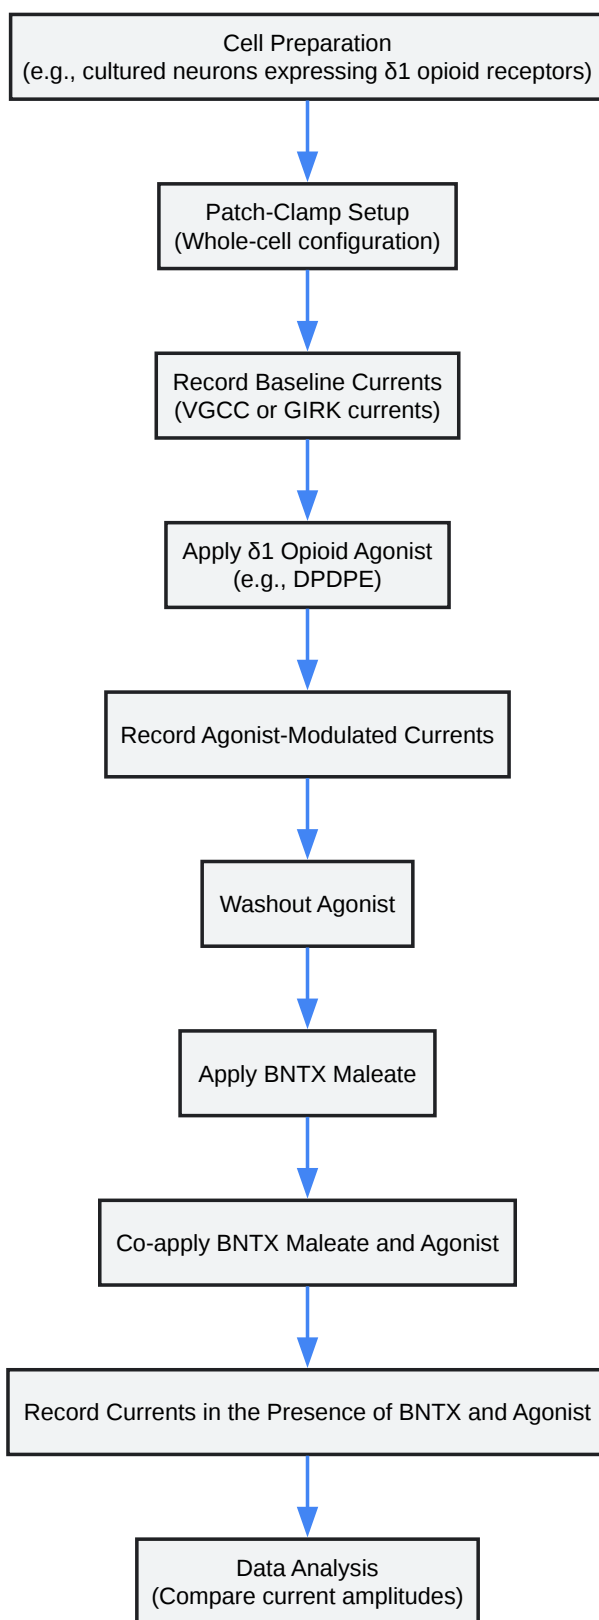 Cell Preparation
(e.g., cultured neurons expressing δ1 opioid receptors)
Patch-Clamp Setup
(Whole-cell configuration)
Record Baseline Currents
(VGCC or GIRK currents)
Apply δ1 Opioid Agonist
(e.g., DPDPE)
Record Agonist-Modulated Currents
Washout Agonist
Apply BNTX Maleate
Co-apply BNTX Maleate and Agonist
Record Currents in the Presence of BNTX and Agonist
Data Analysis
(Compare current amplitudes)